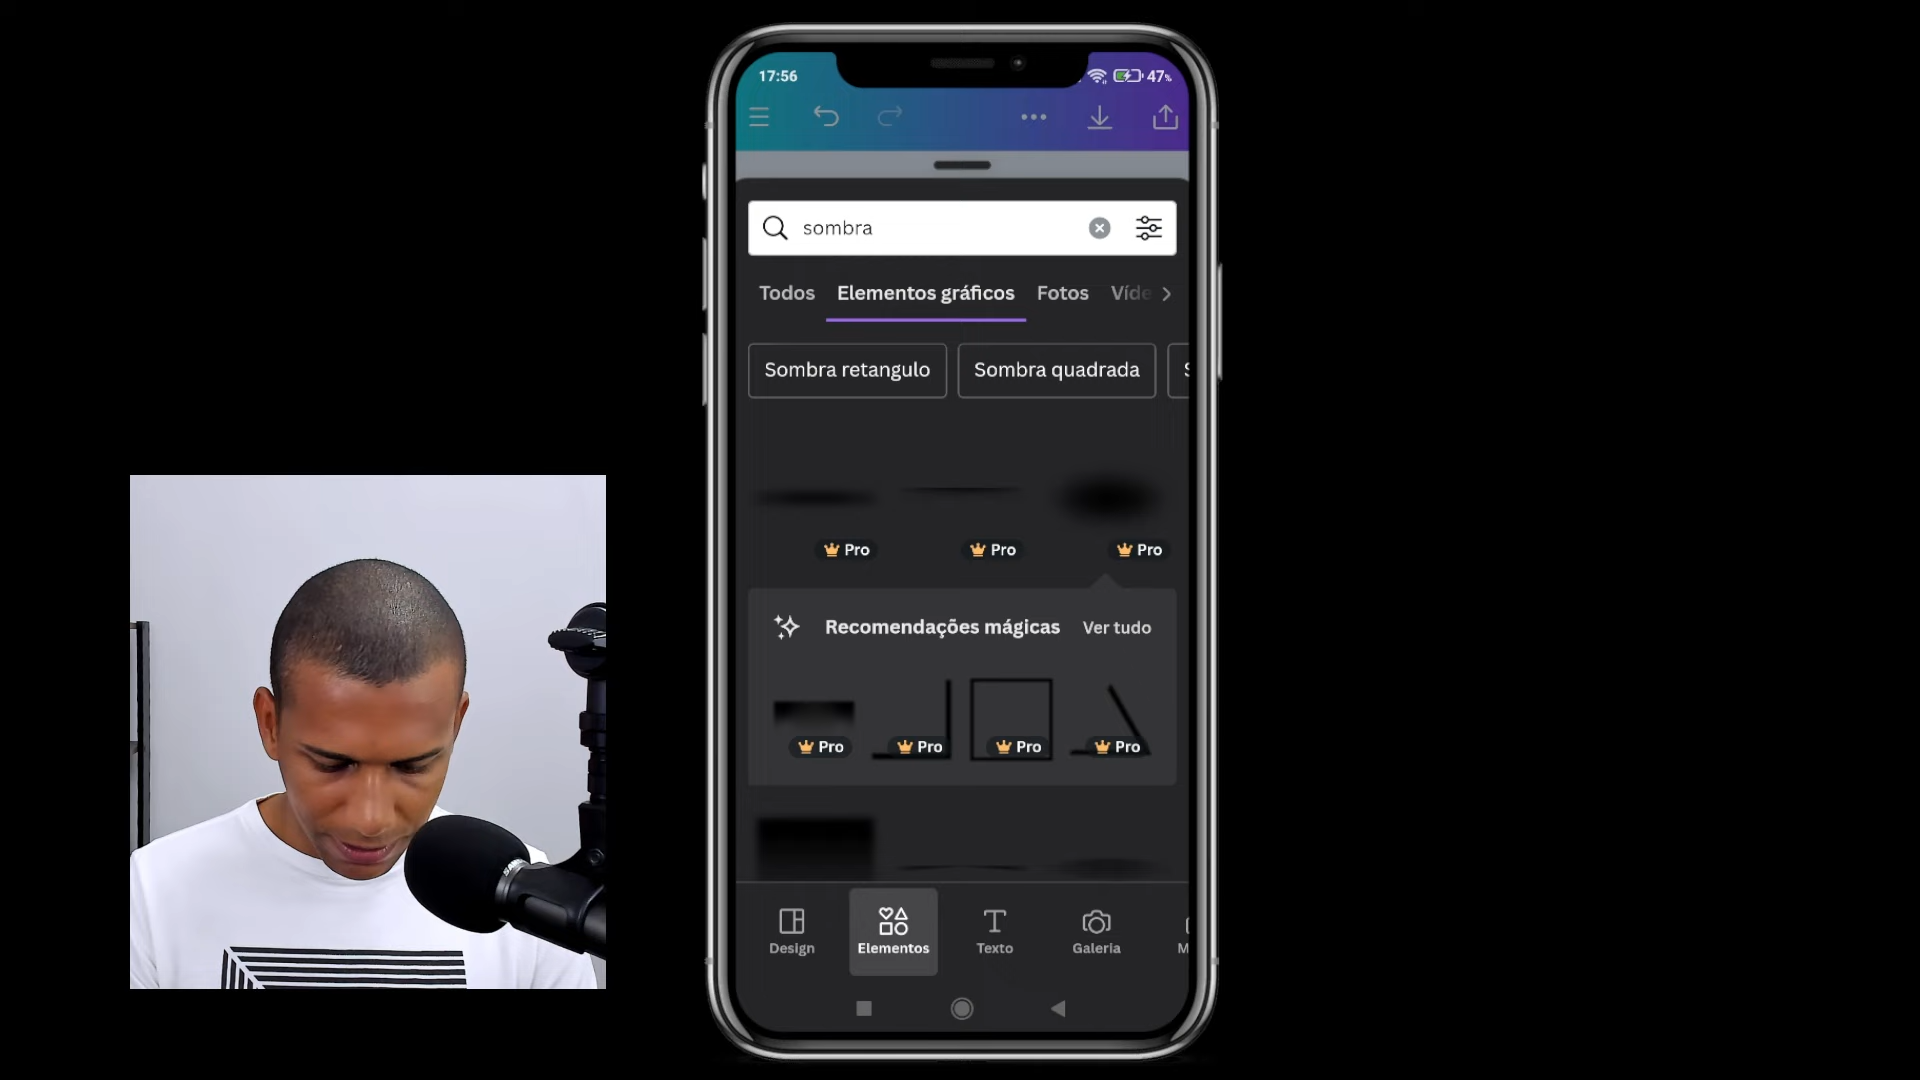 17:56
47%
sombra
Todos
Elementos gráficos
Fotos
Víde
Sombra retangulo
Sombra quadrada
Pro
Pro
Pro
Recomendações mágicas
Ver tudo
Pro
Pro
Pro
Pro
Design
Elementos
Texto
Galeria
M